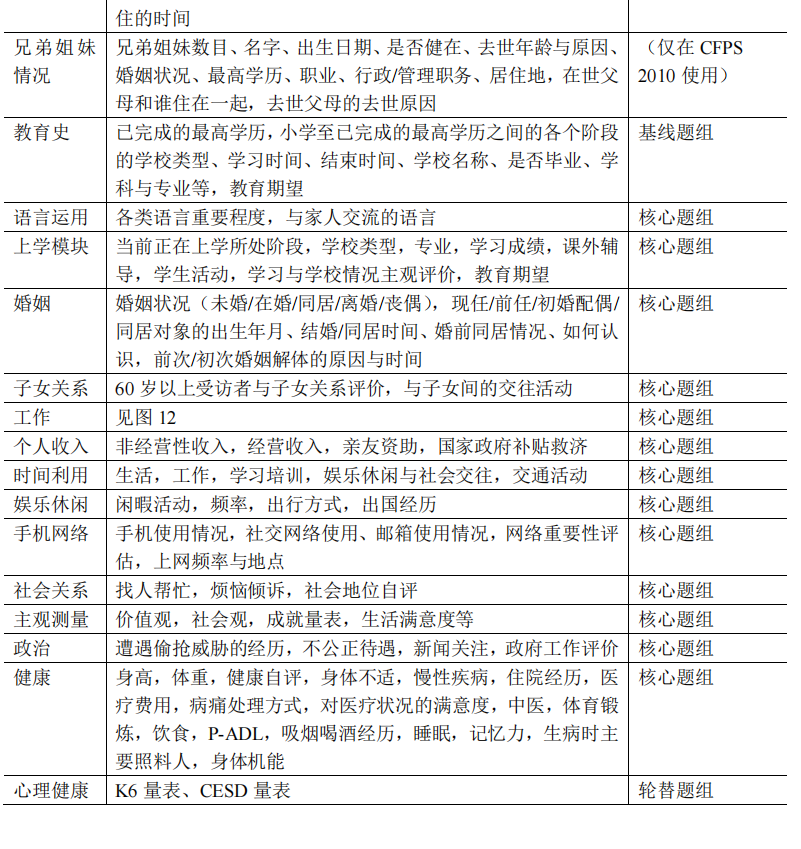 住的时间
兄弟姐妹 兄弟姐妹数目、名字、出生日期、是否健在、去世年龄与原因、 （仅在 CFPS
情况 婚姻状况、最高学历、职业、行政/管理职务、居住地，在世父 2010 使用）
母和谁住在一起，去世父母的去世原因
教育史 已完成的最高学历，小学至已完成的最高学历之间的各个阶段 基线题组
的学校类型、学习时间、结束时间、学校名称、是否毕业、学
科与专业等，教育期望
语言运用 各类语言重要程度，与家人交流的语言 核心题组
上学模块 当前正在上学所处阶段，学校类型，专业，学习成绩，课外辅 核心题组
导，学生活动，学习与学校情况主观评价，教育期望
婚姻 婚姻状况（未婚/在婚/同居/离婚/丧偶），现任/前任/初婚配偶/ 核心题组
同居对象的出生年月、结婚/同居时间、婚前同居情况、如何认
识，前次/初次婚姻解体的原因与时间
子女关系 60 岁以上受访者与子女关系评价，与子女间的交往活动 核心题组
工作 见图 12 核心题组
个人收入 非经营性收入，经营收入，亲友资助，国家政府补贴救济 核心题组
时间利用 生活，工作，学习培训，娱乐休闲与社会交往，交通活动 核心题组
娱乐休闲 闲暇活动，频率，出行方式，出国经历 核心题组
手机网络 手机使用情况，社交网络使用、邮箱使用情况，网络重要性评 核心题组
估，上网频率与地点
社会关系 找人帮忙，烦恼倾诉，社会地位自评 核心题组
主观测量 价值观，社会观，成就量表，生活满意度等 核心题组
政治 遭遇偷抢威胁的经历，不公正待遇，新闻关注，政府工作评价 核心题组
健康 身高，体重，健康自评，身体不适，慢性疾病，住院经历，医 核心题组
疗费用，病痛处理方式，对医疗状况的满意度，中医，体育锻
炼，饮食，P-ADL，吸烟喝酒经历，睡眠，记忆力，生病时主
要照料人，身体机能
心理健康 K6 量表、CESD 量表 轮替题组